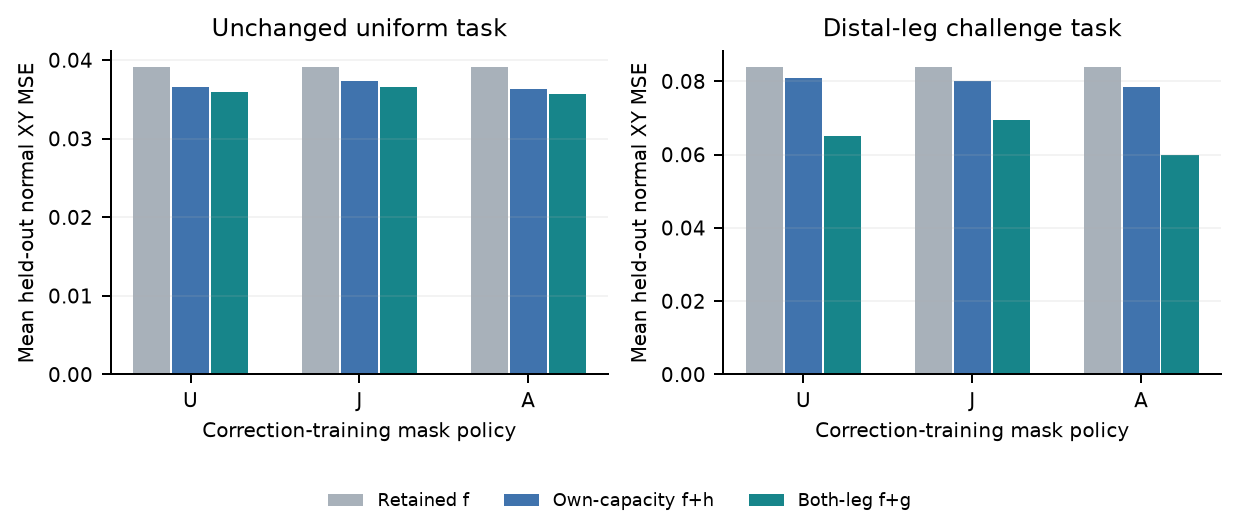 Unchanged uniform task
Mean held-out normal XY MSE
0.04
0.03
0.02
0.01
0.00
U
J
A
Correction-training mask policy
Distal-leg challenge task
Mean held-out normal XY MSE
0.08
0.06
0.04
0.02
0.00
U
J
A
Correction-training mask policy
Retained f
Own-capacity f+h
Both-leg f+g